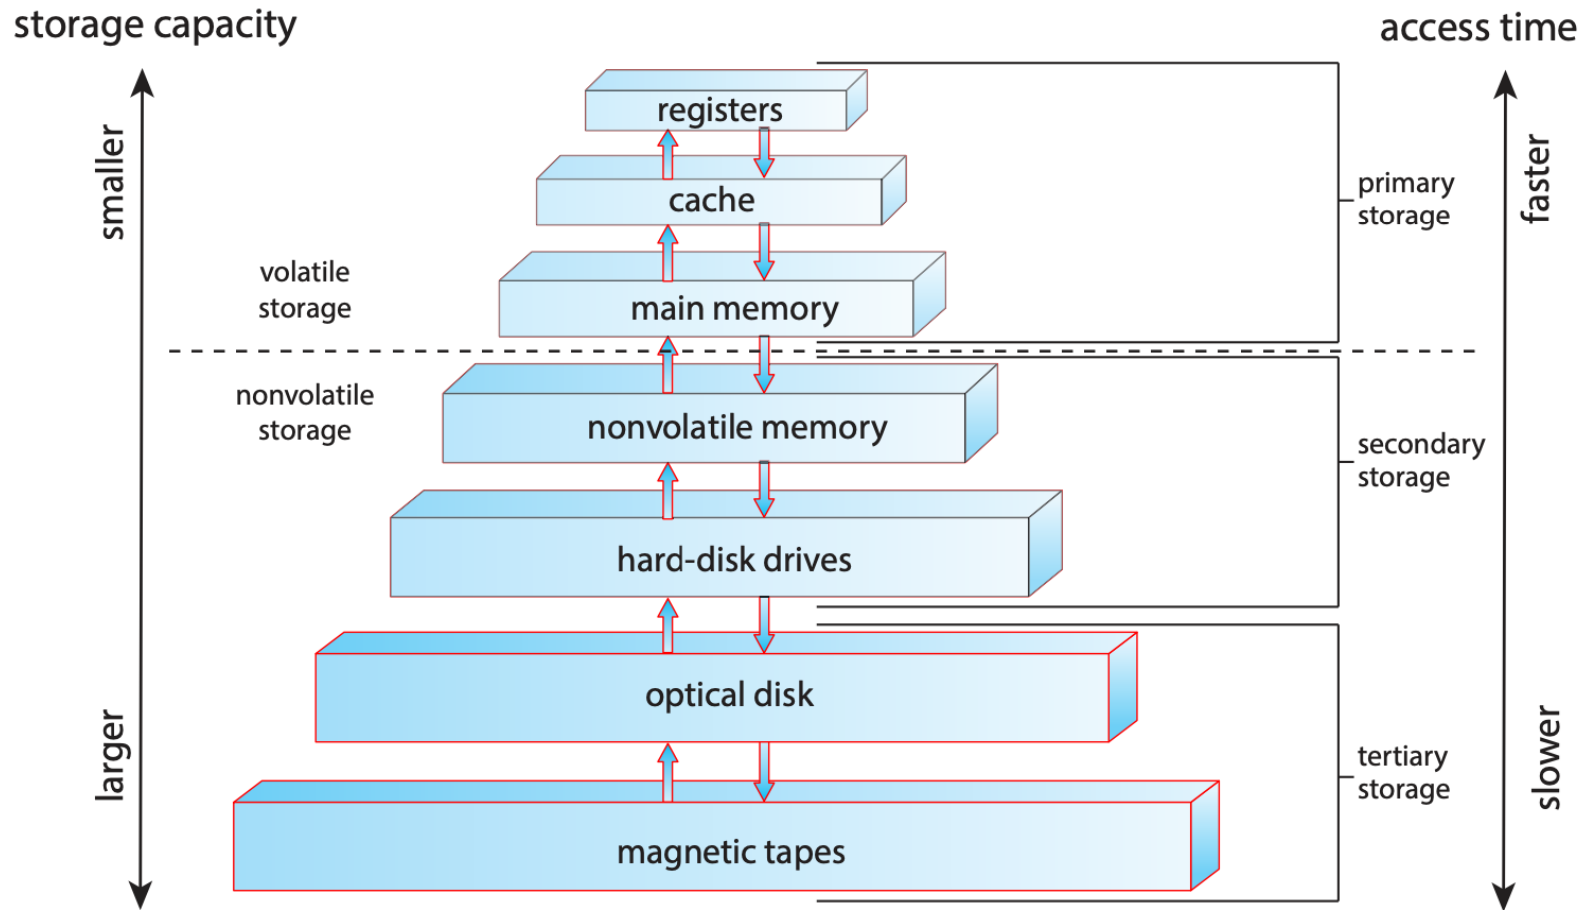 storage capacity
access time
smaller
larger
volatile
storage
nonvolatile
storage
registers
cache
main memory
nonvolatile memory
hard-disk drives
optical disk
magnetic tapes
primary
storage
secondary
storage
tertiary
storage
faster
slower